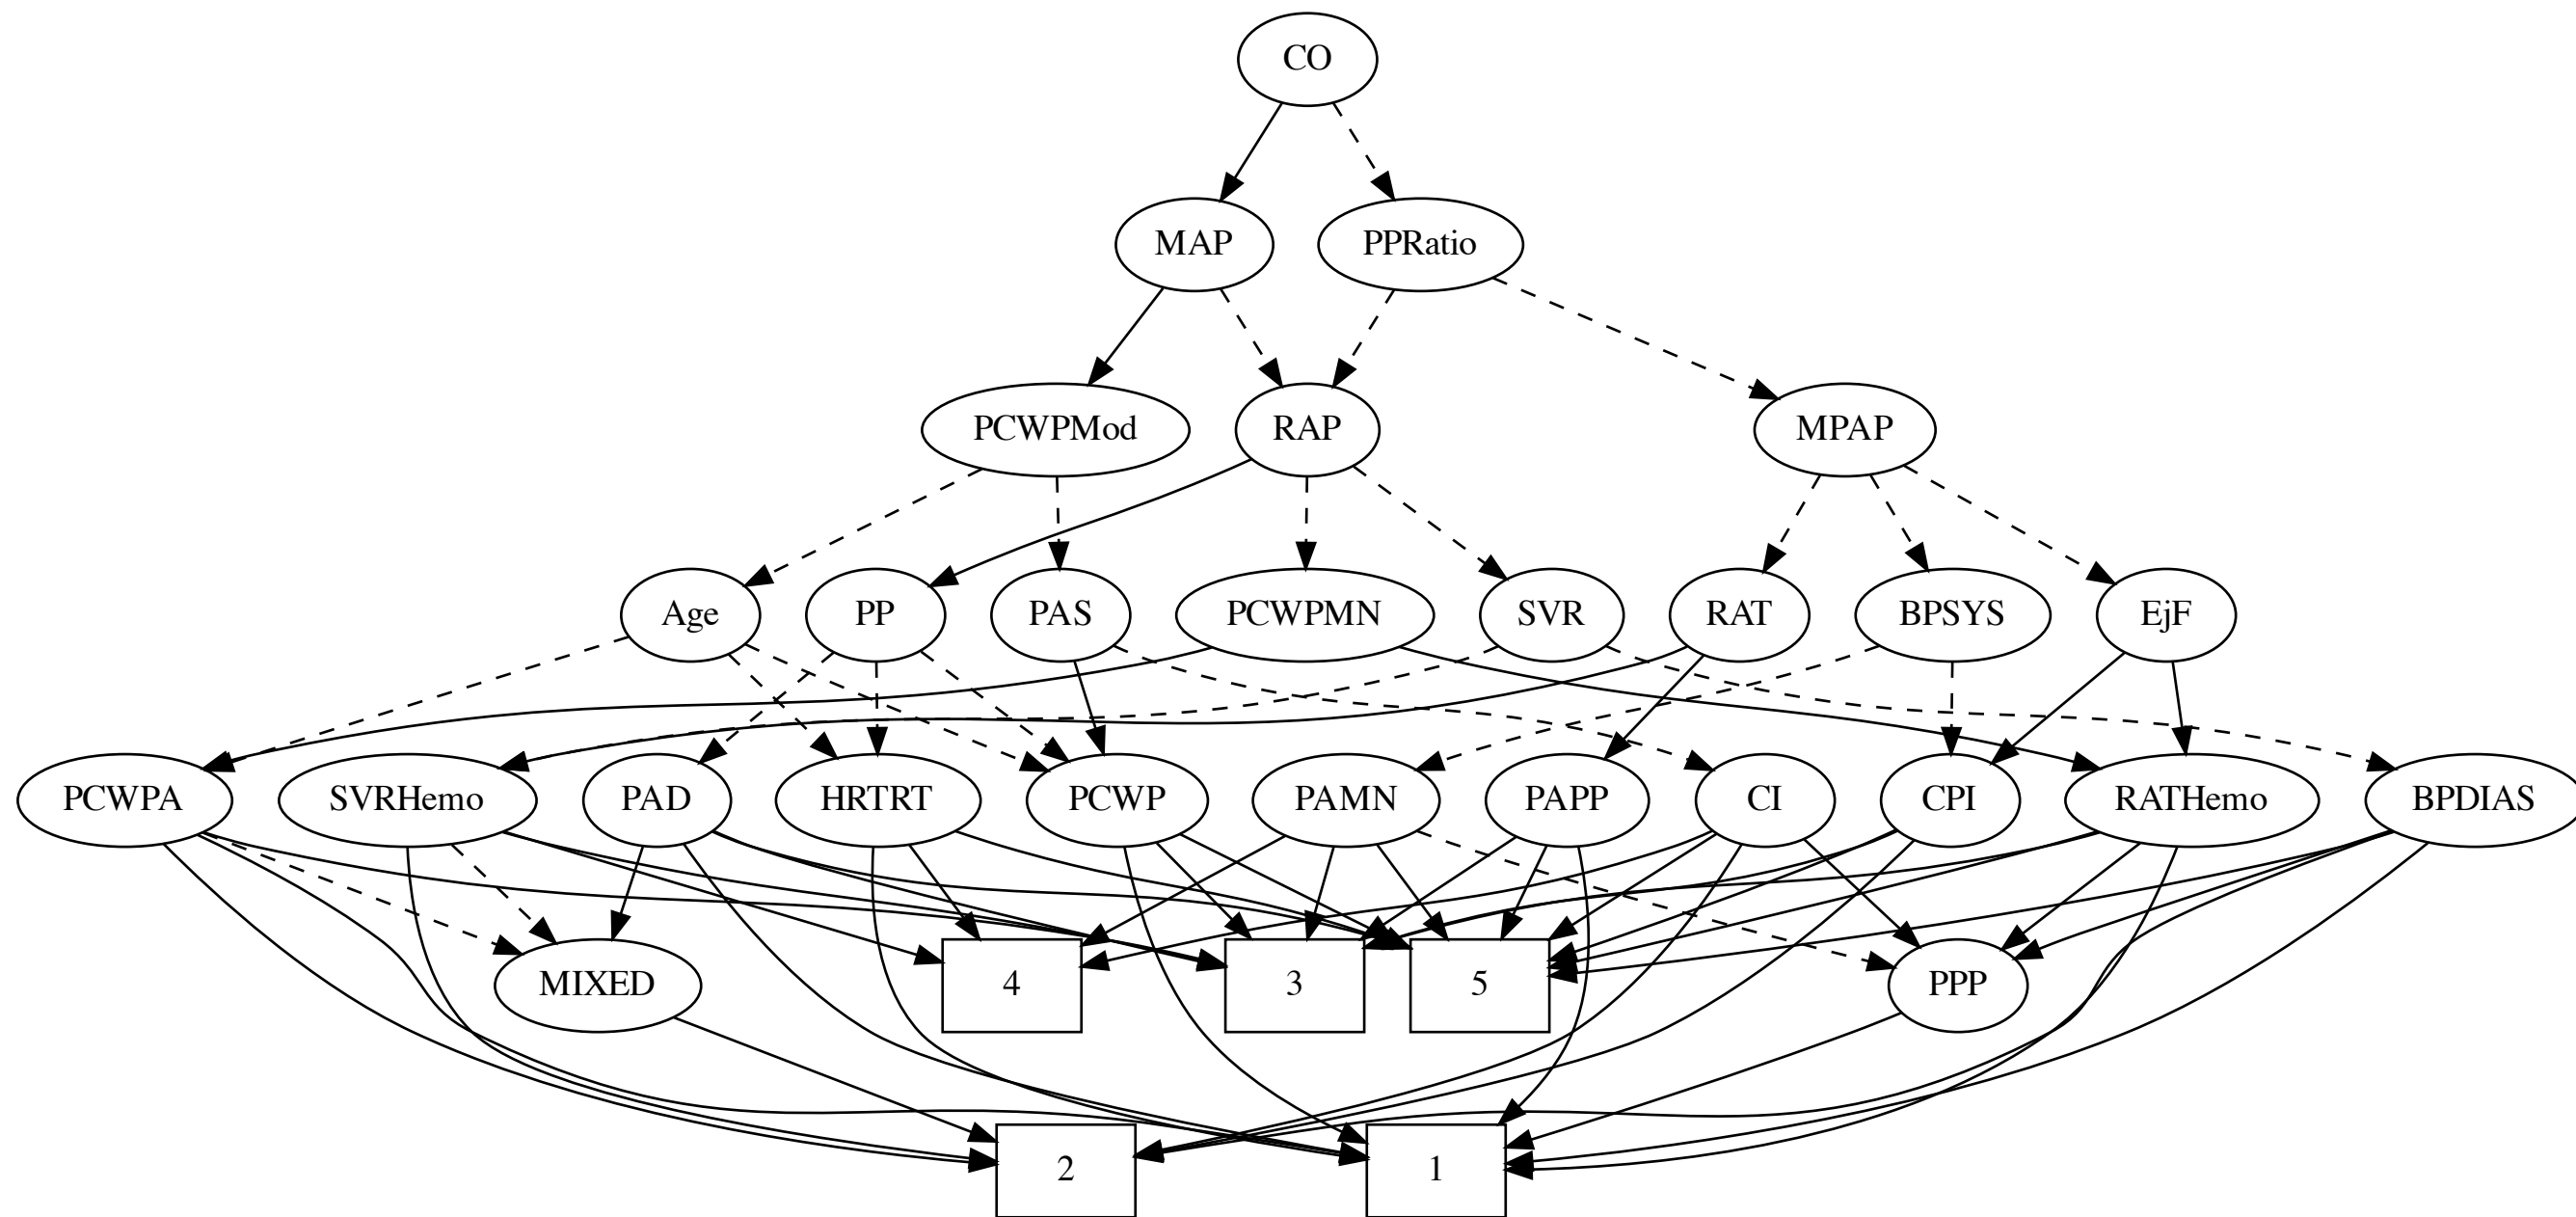 CO
MAP
PPRatio
PCWPMod
RAP
MPAP
Age
PP
PAS
PCWPMN
SVR
RAT
BPSYS
EjF
PCWPA
SVRHemo
PAD
HRTRT
PCWP
PAMN
PAPP
CI
CPI
RATHemo
BPDIAS
MIXED
4
3
5
PPP
2
1